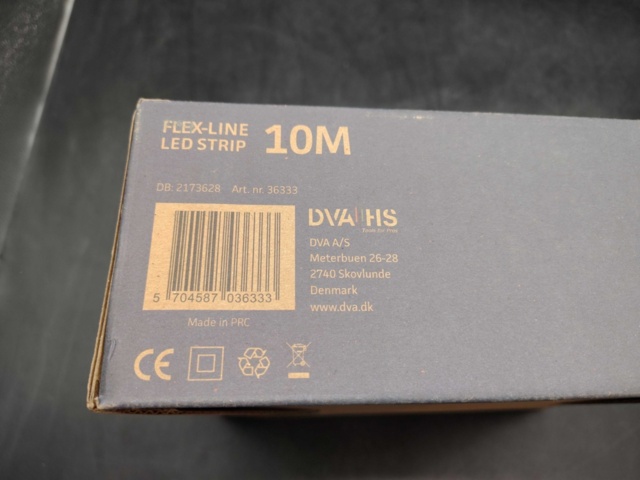 FLEX-LINE
LED STRIP 10M
DB: 2173628 Art. nr. 36333
DVA HS
DVA A/S
Meterbuen 26-28
2740 Skovlunde
Denmark
www.dva.dk
5 704587 036333
Made in PRC
CE